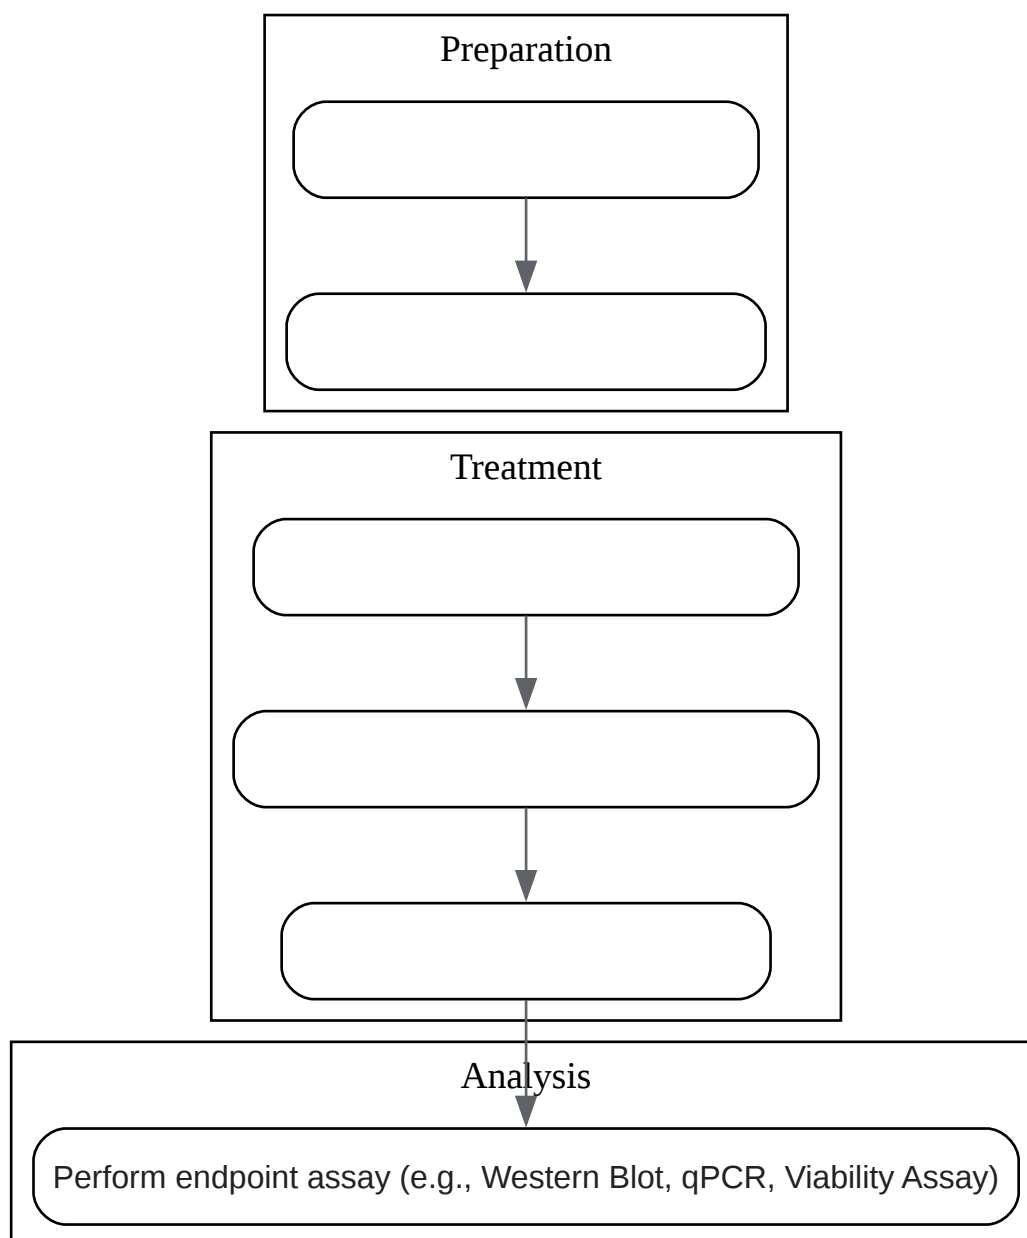 Preparation
Treatment
Analysis
Perform endpoint assay (e.g., Western Blot, qPCR, Viability Assay)